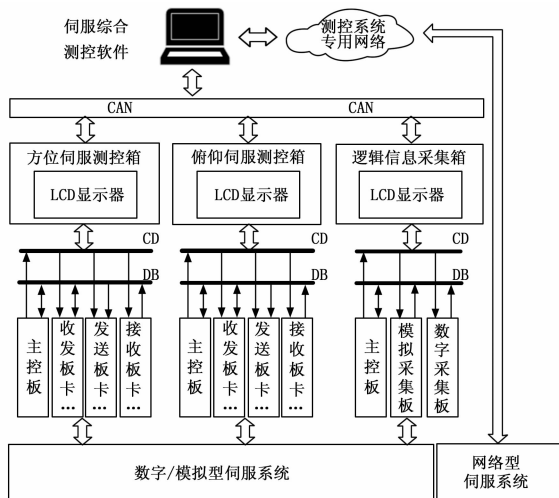 伺服综合
测控软件
测控系统
专用网络
CAN CAN
方位伺服测控箱 俯仰伺服测控箱 逻辑信息采集箱
LCD显示器 LCD显示器 LCD显示器
CD CD CD
DB DB DB
主控板 收发板卡… 发送板卡… 接收板卡… 主控板 收发板卡… 发送板卡… 接收板卡… 主控板 模拟采集板 数字采集板
数字/模拟型伺服系统
网络型
伺服系统